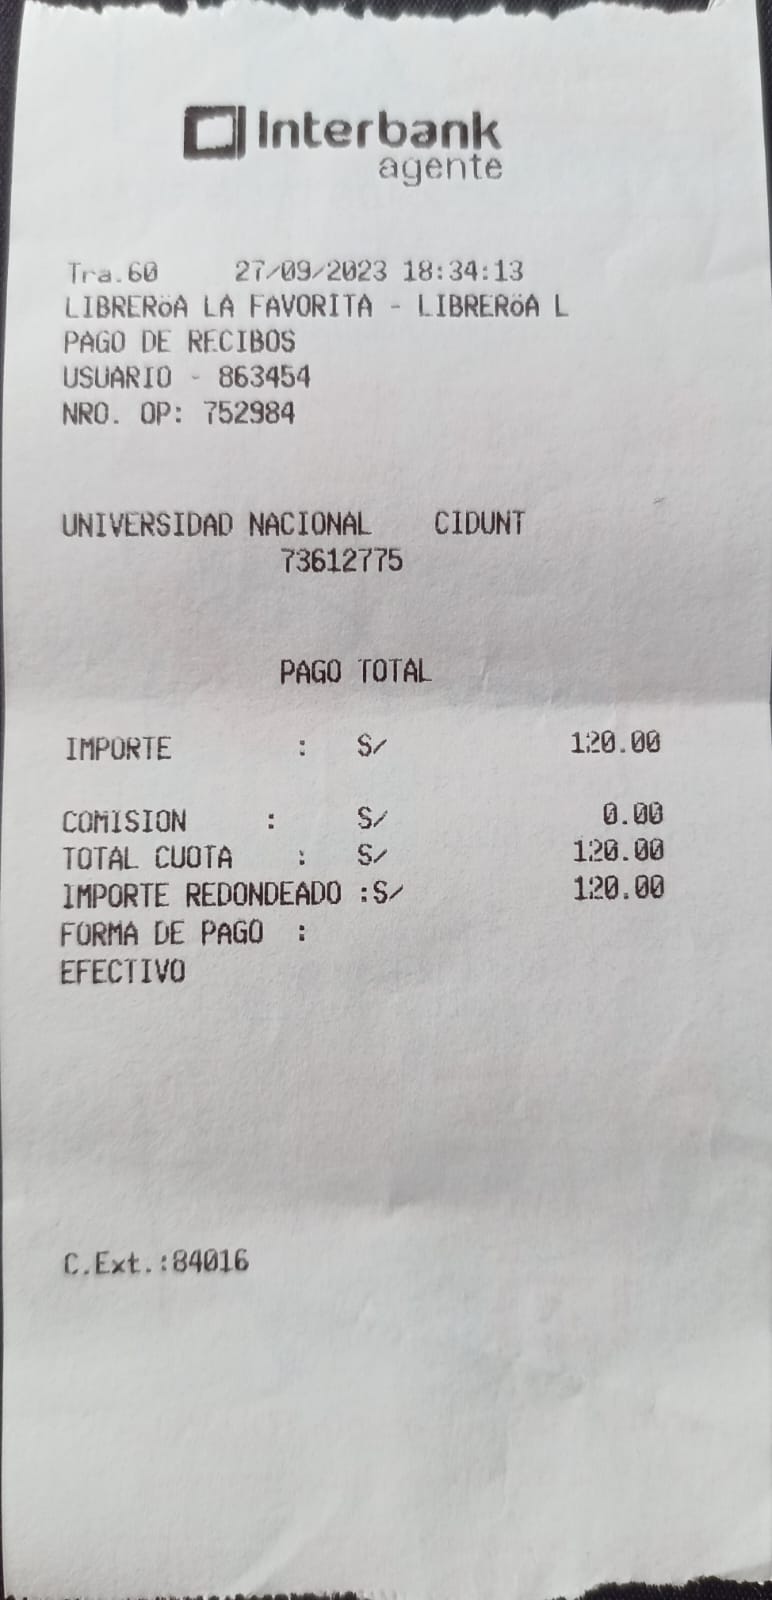 Interbank
agente
Tra.60 27/09/2023 18:34:13
LIBRERöA LA FAVORITA - LIBRERöA L
PAGO DE RECIBOS
USUARIO - 863454
NRO. OP: 752984
UNIVERSIDAD NACIONAL CIDUNT
73612775
PAGO TOTAL
IMPORTE : S/ 120.00
COMISION : S/ 0.00
TOTAL CUOTA : S/ 120.00
IMPORTE REDONDEADO :S/ 120.00
FORMA DE PAGO :
EFECTIVO
C.Ext.:84016